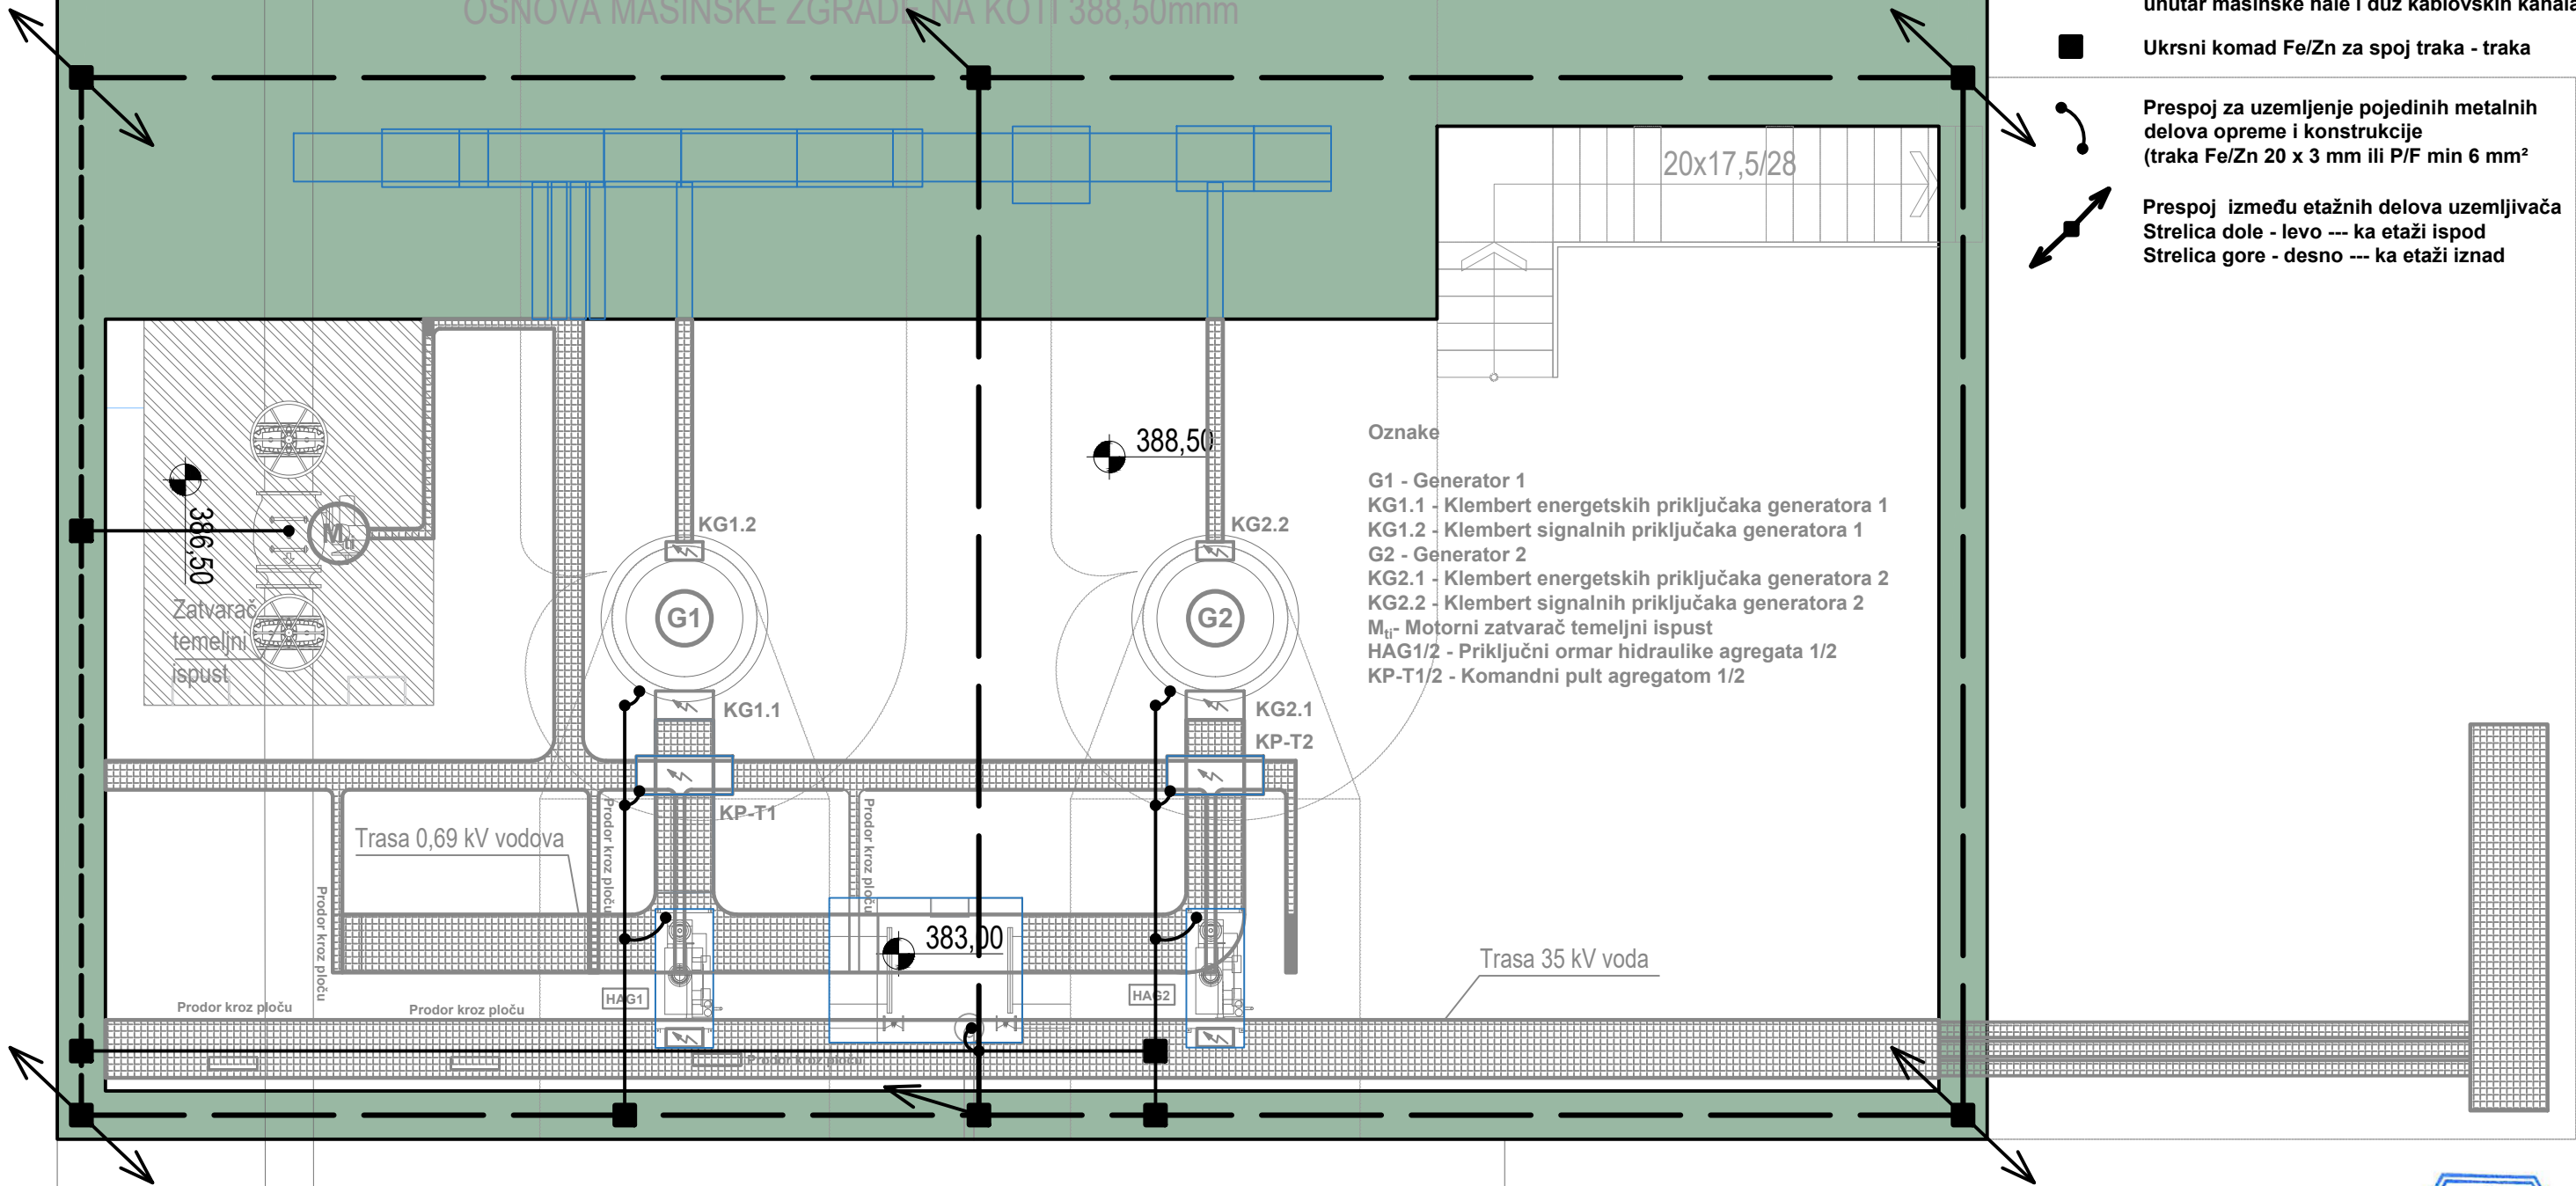 OSNOVA MAŠINSKE ZGRADE NA KOTI 388,50mnm
unutar mašinske hale i duž kablovskih kanala
Ukrsni komad Fe/Zn za spoj traka - traka
Prespoj za uzemljenje pojedinih metalnih
delova opreme i konstrukcije
(traka Fe/Zn 20 x 3 mm ili P/F min 6 mm²
Prespoj između etažnih delova uzemljivača
Strelica dole - levo --- ka etaži ispod
Strelica gore - desno --- ka etaži iznad
20x17,5/28
388,50
386,50
Mti
Zatvarač
temeljni
ispust
KG1.2
KG2.2
G1
G2
KG1.1
KG2.1
KP-T2
KP-T1
Oznake
G1 - Generator 1
KG1.1 - Klembert energetskih priključaka generatora 1
KG1.2 - Klembert signalnih priključaka generatora 1
G2 - Generator 2
KG2.1 - Klembert energetskih priključaka generatora 2
KG2.2 - Klembert signalnih priključaka generatora 2
Mti- Motorni zatvarač temeljni ispust
HAG1/2 - Priključni ormar hidraulike agregata 1/2
KP-T1/2 - Komandni pult agregatom 1/2
Trasa 0,69 kV vodova
Prodor kroz ploču
Prodor kroz ploču
Prodor kroz ploču
383,00
Trasa 35 kV voda
HAG1
HAG2
Prodor kroz ploču
Prodor kroz ploču
Prodor kroz ploču